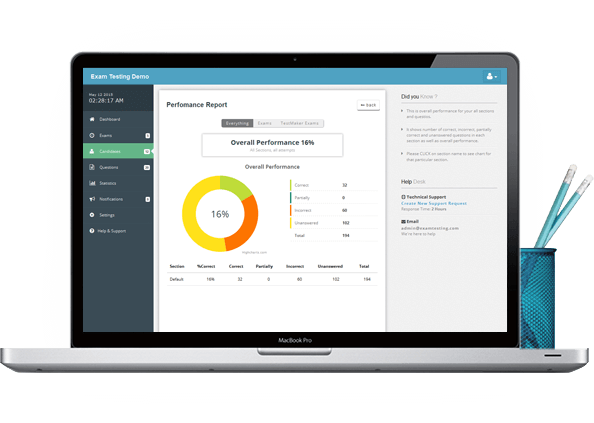 Exam Testing Demo
May 12 2015
02:28:17 AM
Dashboard
Exams
Candidates
Questions
Statistics
Notifications
Settings
Help & Support
Perfomance Report
Back
Everything Exams TestMaker Exams
Overall Performance 16%
All Sections, all attempts
Overall Performance
16%
Correct 32
Partially 0
Incorrect 60
Unanswered 102
Total 194
Highcharts.com
Section %Correct Correct Partially Incorrect Unanswered Total
Default 16% 32 0 60 102 194
Did you Know ?
This is overall performance for your all sections
and question.
It shows number of correct, incorrect, partially
correct and unanswered questions in each
section as well as overall performance.
Please CLICK on section name to see chart for
that particular section.
Help Desk
Technical Support
Create New Support Request
Response Time: 2 Hours
Email
admin@examtesting.com
We're here to help
MacBook Pro